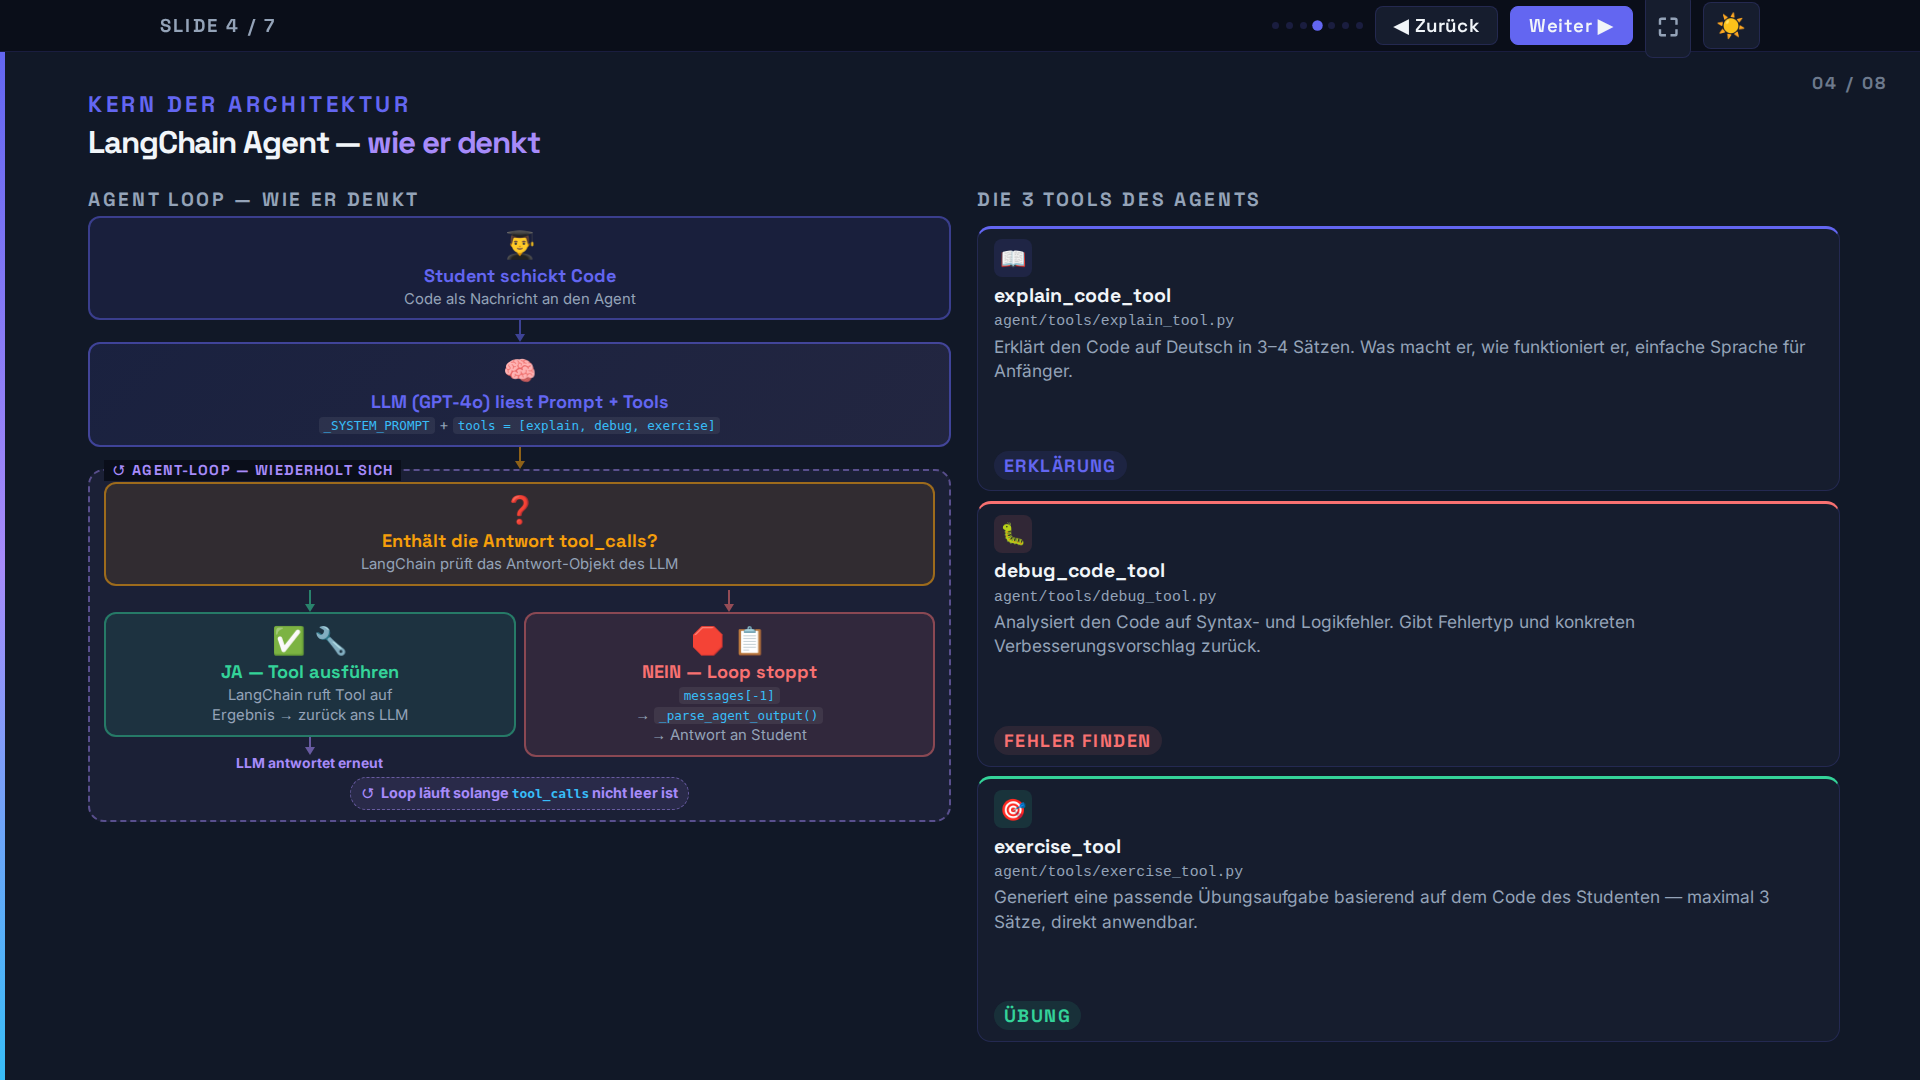 SLIDE 4 / 7
◀ Zurück
Weiter ▶
04 / 08
KERN DER ARCHITEKTUR
LangChain Agent — wie er denkt
AGENT LOOP — WIE ER DENKT
Student schickt Code
Code als Nachricht an den Agent
LLM (GPT-4o) liest Prompt + Tools
_SYSTEM_PROMPT + tools = [explain, debug, exercise]
↺ AGENT-LOOP — WIEDERHOLT SICH
Enthält die Antwort tool_calls?
LangChain prüft das Antwort-Objekt des LLM
JA — Tool ausführen
LangChain ruft Tool auf
Ergebnis → zurück ans LLM
LLM antwortet erneut
NEIN — Loop stoppt
messages[-1]
→ _parse_agent_output()
→ Antwort an Student
↺ Loop läuft solange tool_calls nicht leer ist
DIE 3 TOOLS DES AGENTS
explain_code_tool
agent/tools/explain_tool.py
Erklärt den Code auf Deutsch in 3–4 Sätzen. Was macht er, wie funktioniert er, einfache Sprache für
Anfänger.
ERKLÄRUNG
debug_code_tool
agent/tools/debug_tool.py
Analysiert den Code auf Syntax- und Logikfehler. Gibt Fehlertyp und konkreten
Verbesserungsvorschlag zurück.
FEHLER FINDEN
exercise_tool
agent/tools/exercise_tool.py
Generiert eine passende Übungsaufgabe basierend auf dem Code des Studenten — maximal 3
Sätze, direkt anwendbar.
ÜBUNG